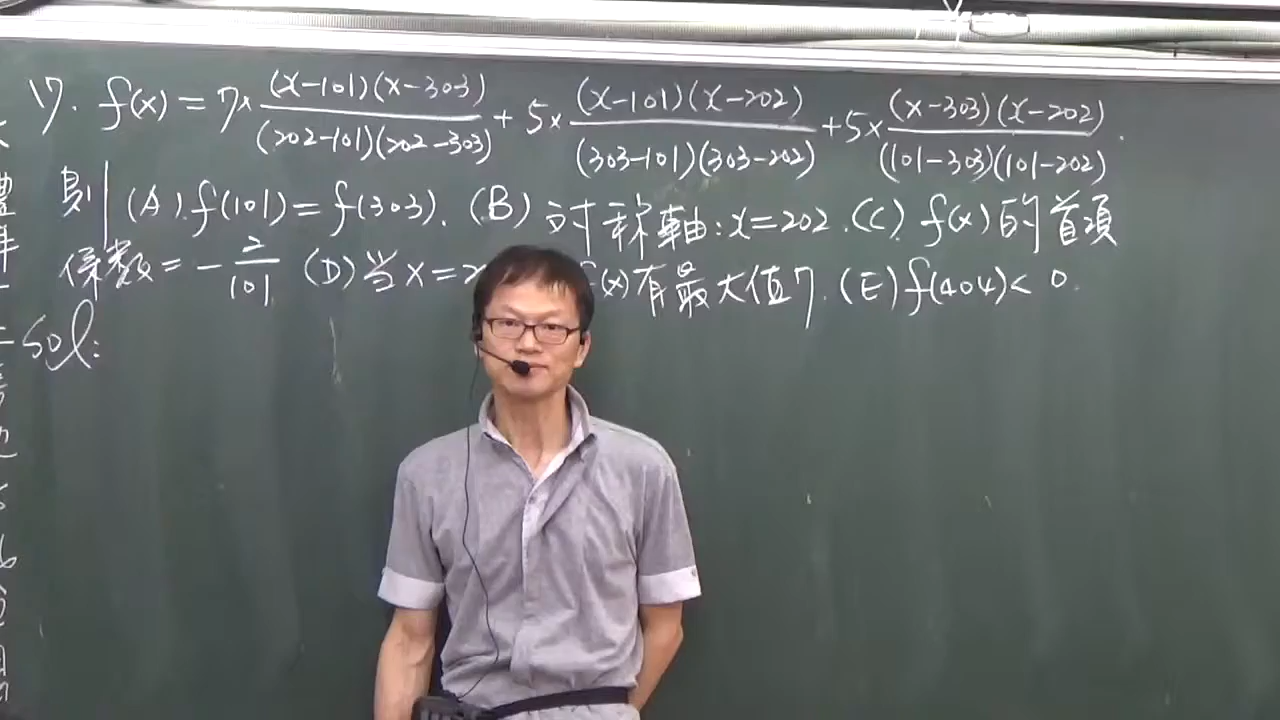 17. f(x) = 7× (x-101)(x-303) / (202-101)(202-303) + 5× (x-101)(x-202) / (303-101)(303-202) + 5× (x-303)(x-202) / (101-303)(101-202) .
則 (A). f(101) = f(303). (B) 对称軸:x=202. (C). f(x)的首項
係数 = -2/101 (D)当x=2 f(x)有最大值7. (E) f(404)< 0.
Sol: